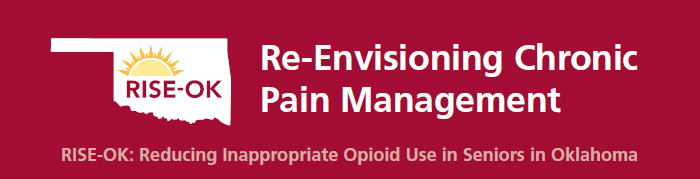 RISE-OK
Re-Envisioning Chronic
Pain Management
RISE-OK: Reducing Inappropriate Opioid Use in Seniors in Oklahoma